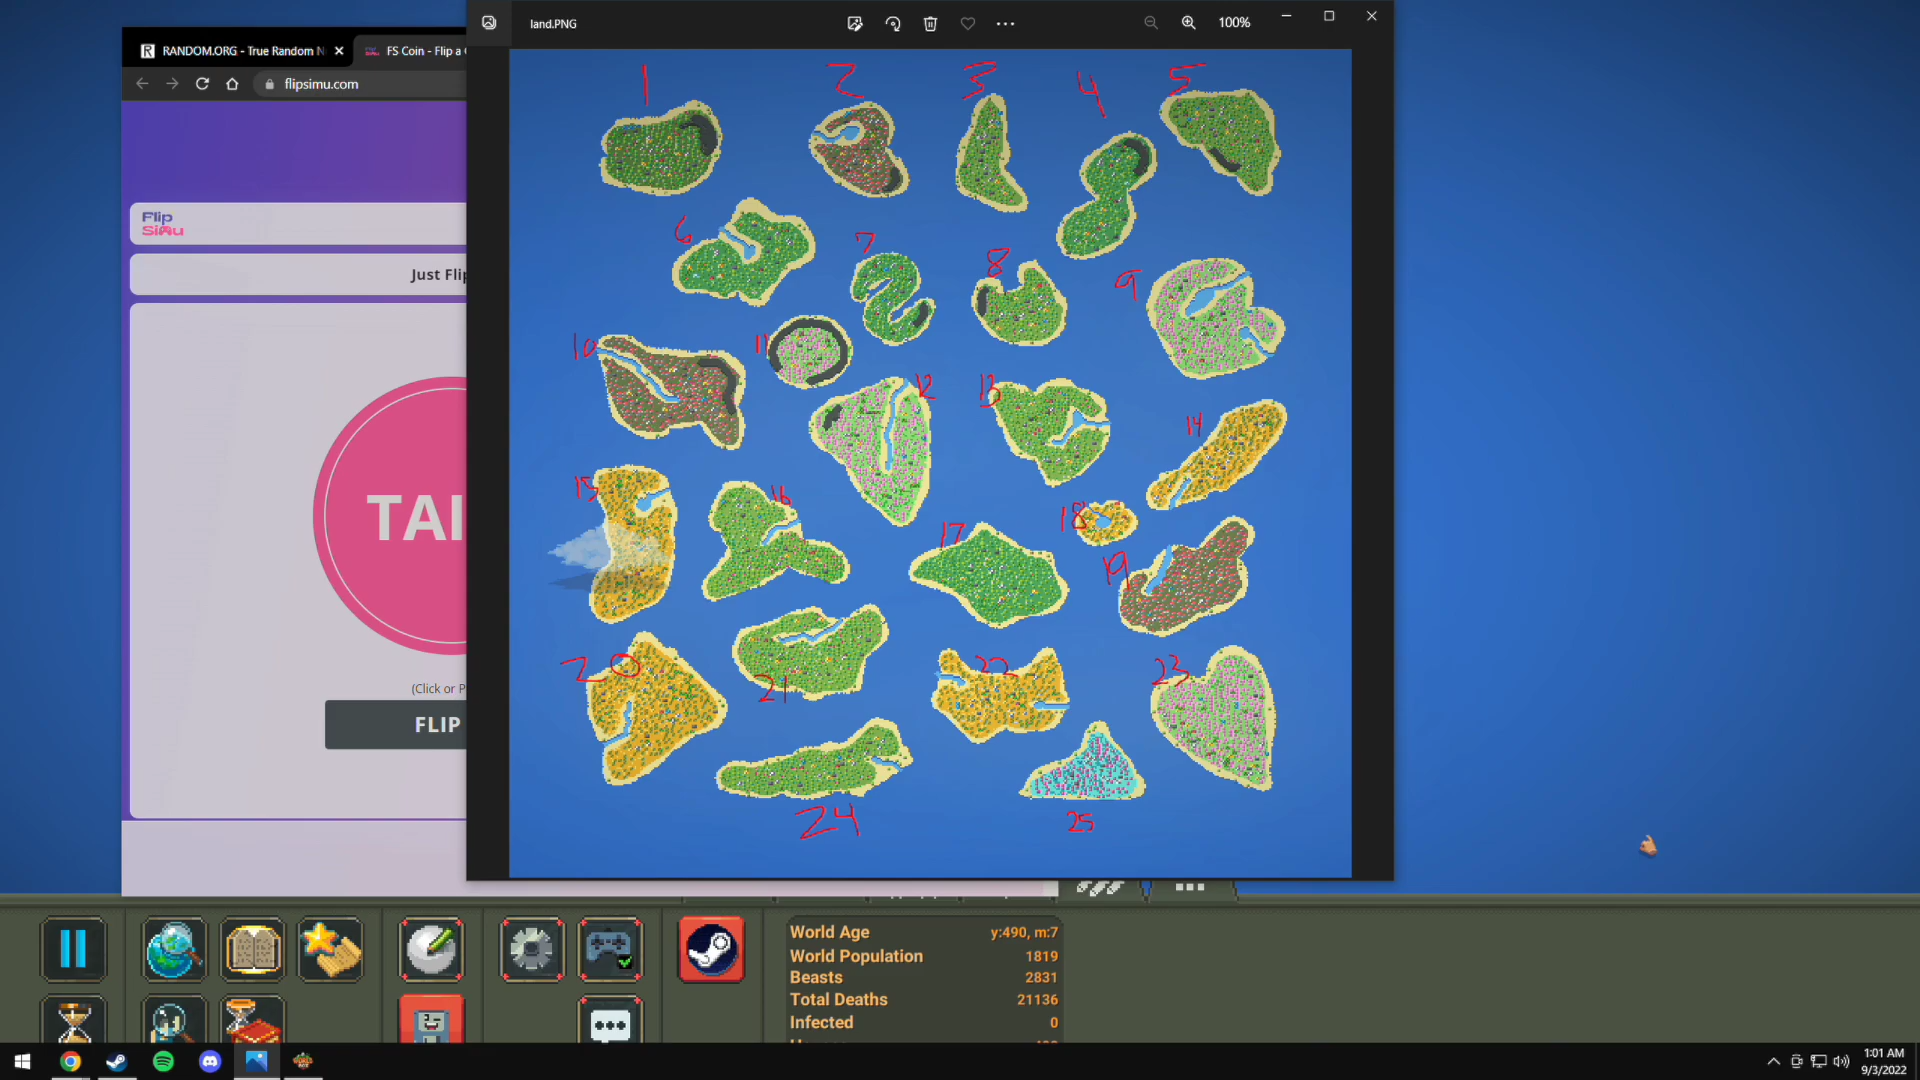 land.PNG
100%
RANDOM.ORG - True Random N
FS Coin - Flip a
flipsimu.com
Flip
Simu
Just Flip
TAI
(Click or P
FLIP
1
2
3
4
5
6
7
8
9
10
11
12
13
14
15
16
17
18
19
20
21
22
23
24
25
World Age y:490, m:7
World Population 1819
Beasts 2831
Total Deaths 21136
Infected 0
1:01 AM
9/3/2022